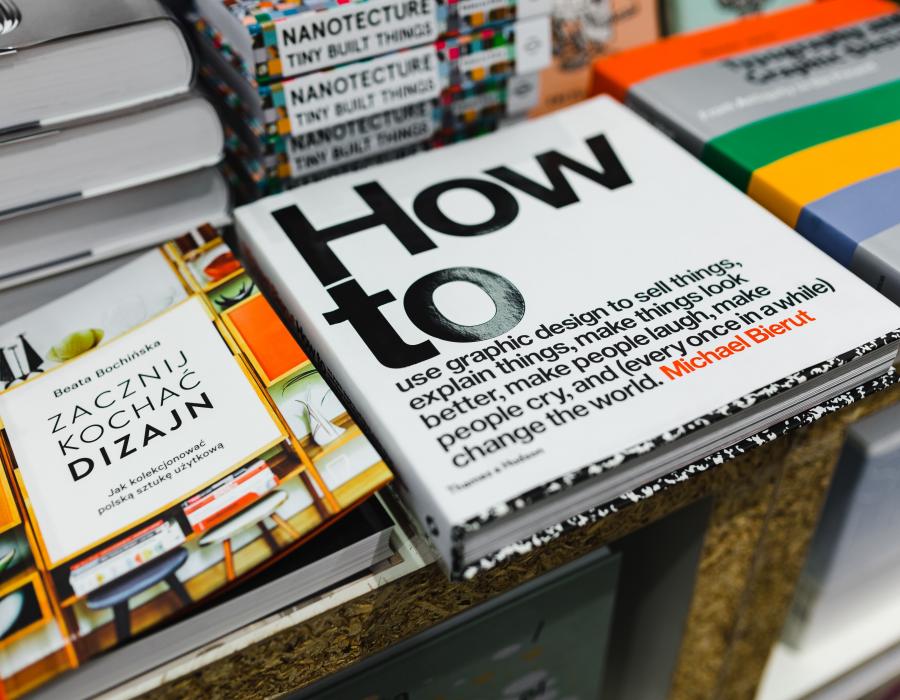 NANOTECTURE
TINY BUILT THINGS
NANOTECTURE
TINY BUILT THINGS
NANOTECTURE
TINY BUILT THINGS
How
to
use graphic design to sell things,
explain things, make things look
better, make people laugh, make
people cry, and (every once in a while)
change the world. Michael Bierut
Thames & Hudson
Beata Bochińska
ZACZNIJ
KOCHAĆ
DIZAJN
Jak kolekcjonować
polską sztukę użytkową
Graphic Design